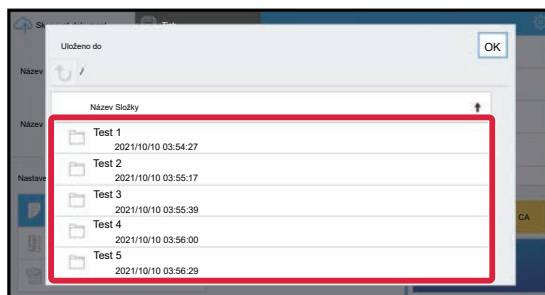 Uloženo do
OK
/
Název Složky
Test 1
2021/10/10 03:54:27
Test 2
2021/10/10 03:55:17
Test 3
2021/10/10 03:55:39
Test 4
2021/10/10 03:56:00
Test 5
2021/10/10 03:56:29
Název
Název
Nastave
CA